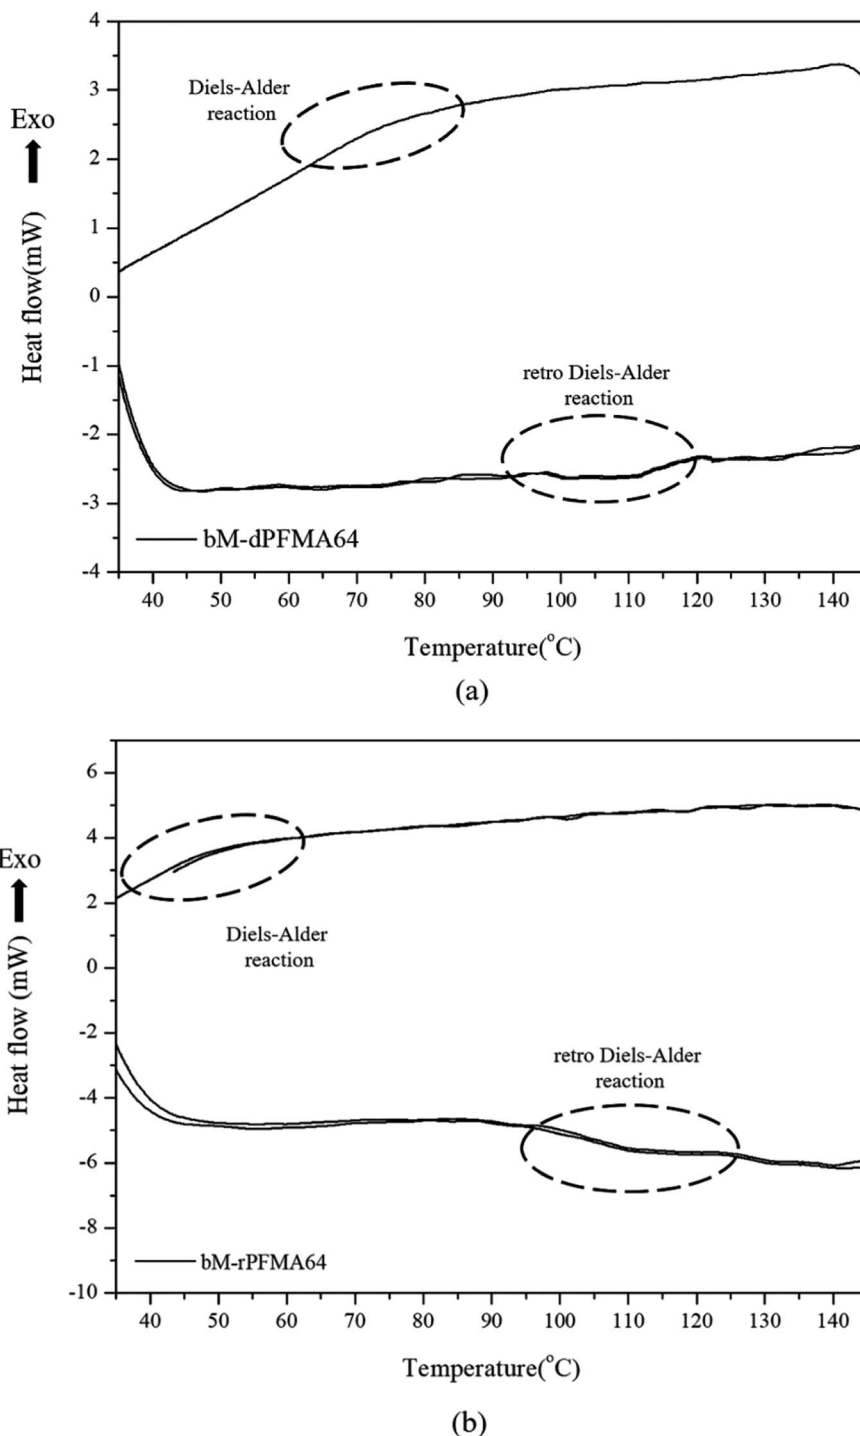 4
3
2
1
0
-1
-2
-3
-4
Exo
Heat flow(mW)
Diels-Alder
reaction
retro Diels-Alder
reaction
bM-dPFMA64
40 50 60 70 80 90 100 110 120 130 140
Temperature(°C)
(a)
6
4
2
0
-2
-4
-6
-8
-10
Exo
Heat flow (mW)
Diels-Alder
reaction
retro Diels-Alder
reaction
bM-rPFMA64
40 50 60 70 80 90 100 110 120 130 140
Temperature(°C)
(b)